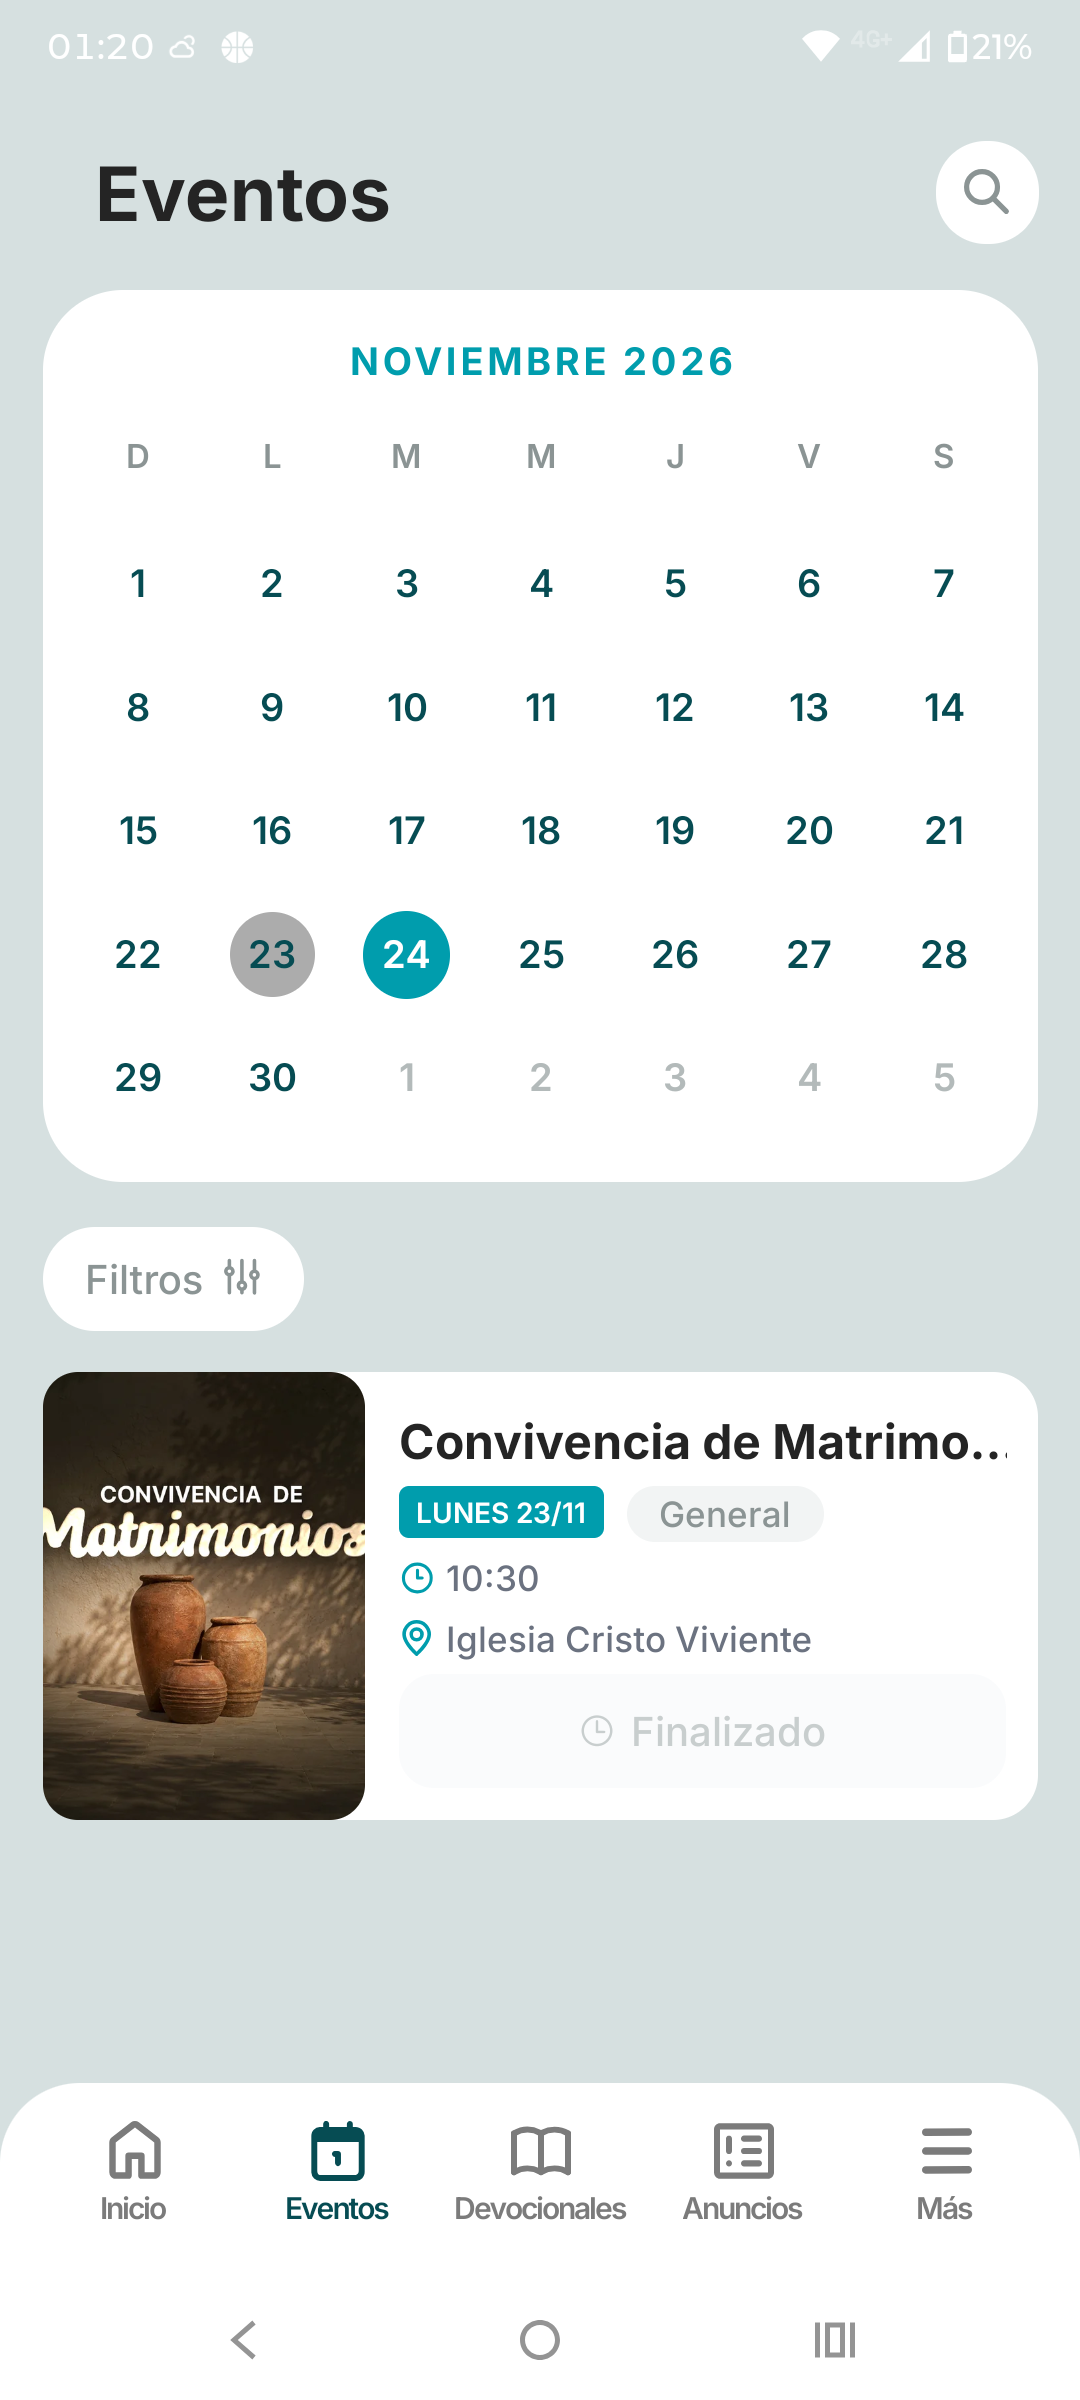 01:20 4G+ 21%
Eventos
NOVIEMBRE 2026
D L M M J V S
1 2 3 4 5 6 7
8 9 10 11 12 13 14
15 16 17 18 19 20 21
22 23 24 25 26 27 28
29 30 1 2 3 4 5
Filtros
CONVIVENCIA DE
Matrimonios
Convivencia de Matrimo...
LUNES 23/11 General
10:30
Iglesia Cristo Viviente
Finalizado
Inicio Eventos Devocionales Anuncios Más